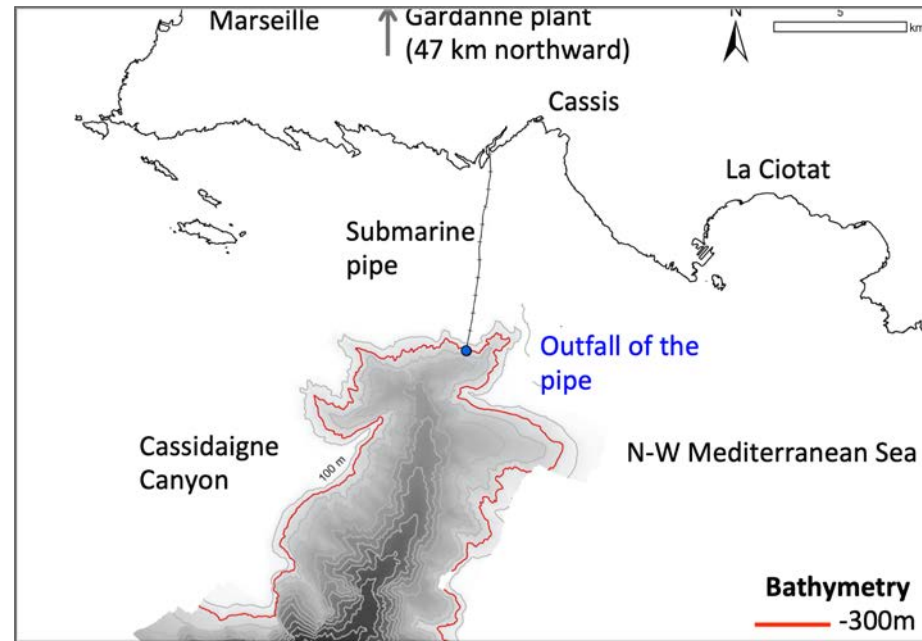 Marseille
Gardanne plant
(47 km northward)
N
5
km
Cassis
La Ciotat
Submarine
pipe
Outfall of the
pipe
Cassidaigne
Canyon
100 m
N-W Mediterranean Sea
Bathymetry
-300m